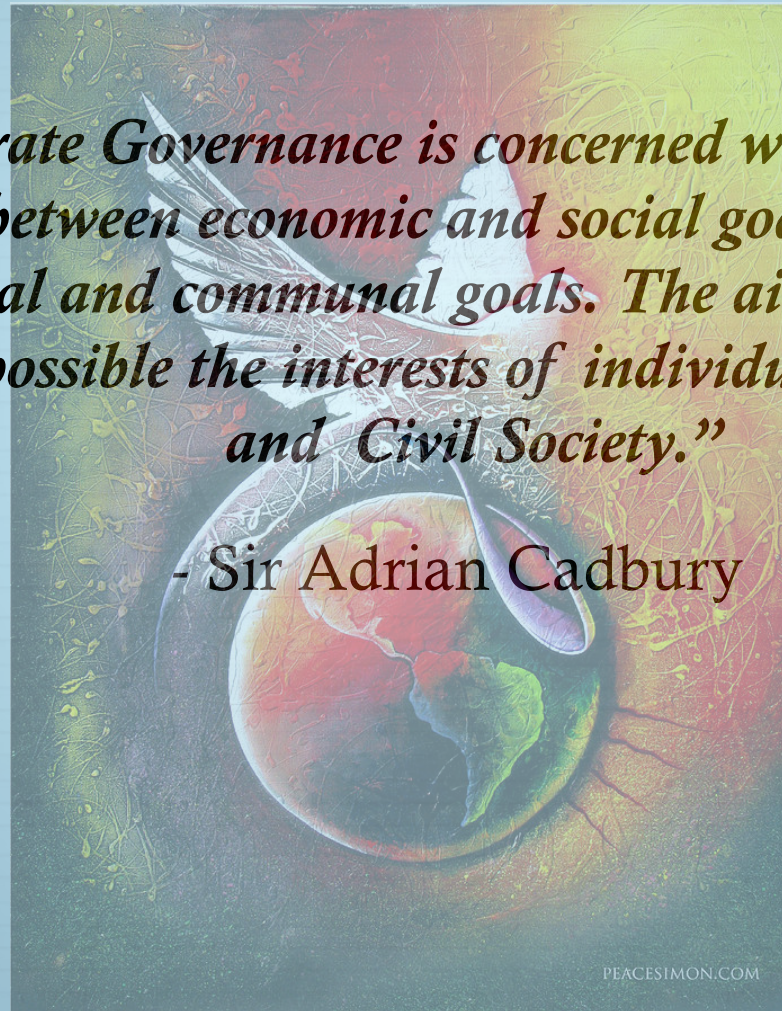 rate Governance is concerned w
between economic and social goa
al and communal goals. The ai
possible the interests of individu
and Civil Society.”
- Sir Adrian Cadbury
PEACESIMON.COM